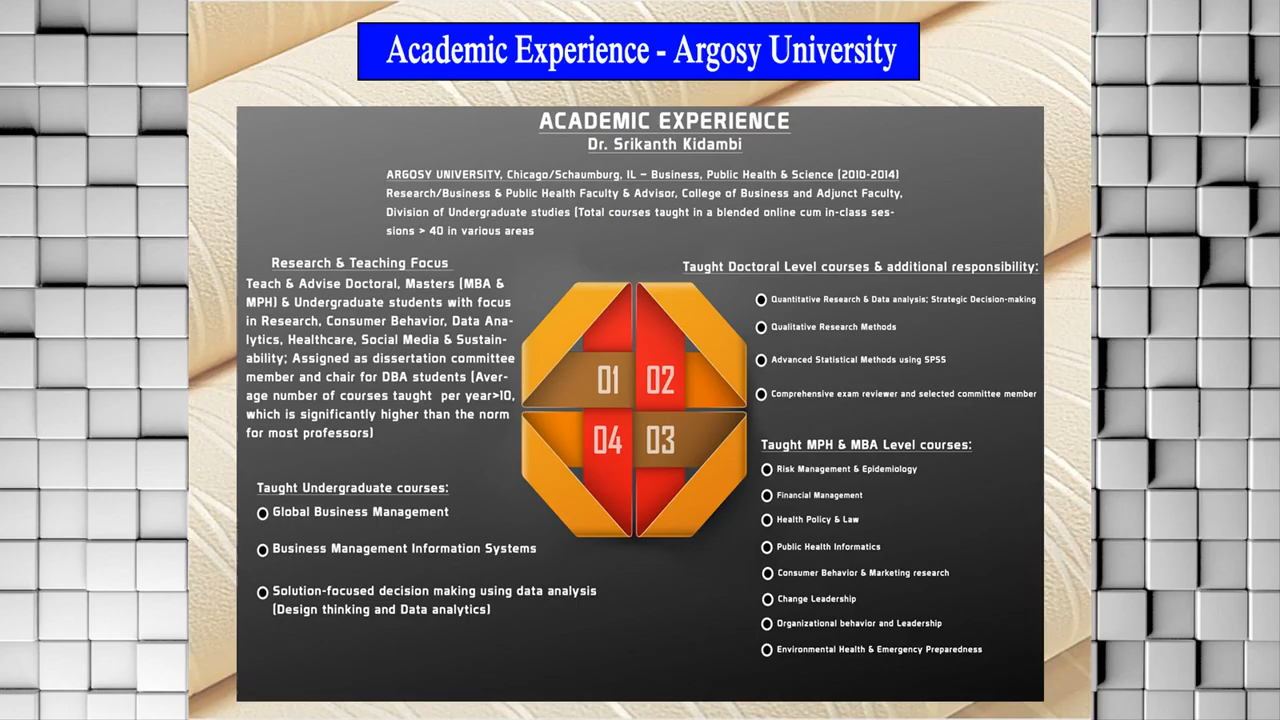 Academic Experience - Argosy University
ACADEMIC EXPERIENCE
Dr. Srikanth Kidambi
ARGOSY UNIVERSITY, Chicago/Schaumburg, IL – Business, Public Health & Science (2010-2014)
Research/Business & Public Health Faculty & Advisor, College of Business and Adjunct Faculty,
Division of Undergraduate studies (Total courses taught in a blended online cum in-class ses-
sions > 40 in various areas
Research & Teaching Focus
Teach & Advise Doctoral, Masters (MBA &
MPH) & Undergraduate students with focus
in Research, Consumer Behavior, Data Ana-
lytics, Healthcare, Social Media & Sustain-
ability; Assigned as dissertation committee
member and chair for DBA students (Aver-
age number of courses taught per year>10,
which is significantly higher than the norm
for most professors)
Taught Undergraduate courses:
Global Business Management
Business Management Information Systems
Solution-focused decision making using data analysis
(Design thinking and Data analytics)
01
02
04
03
Taught Doctoral Level courses & additional responsibility:
Quantitative Research & Data analysis; Strategic Decision-making
Qualitative Research Methods
Advanced Statistical Methods using SPSS
Comprehensive exam reviewer and selected committee member
Taught MPH & MBA Level courses:
Risk Management & Epidemiology
Financial Management
Health Policy & Law
Public Health Informatics
Consumer Behavior & Marketing research
Change Leadership
Organizational behavior and Leadership
Environmental Health & Emergency Preparedness